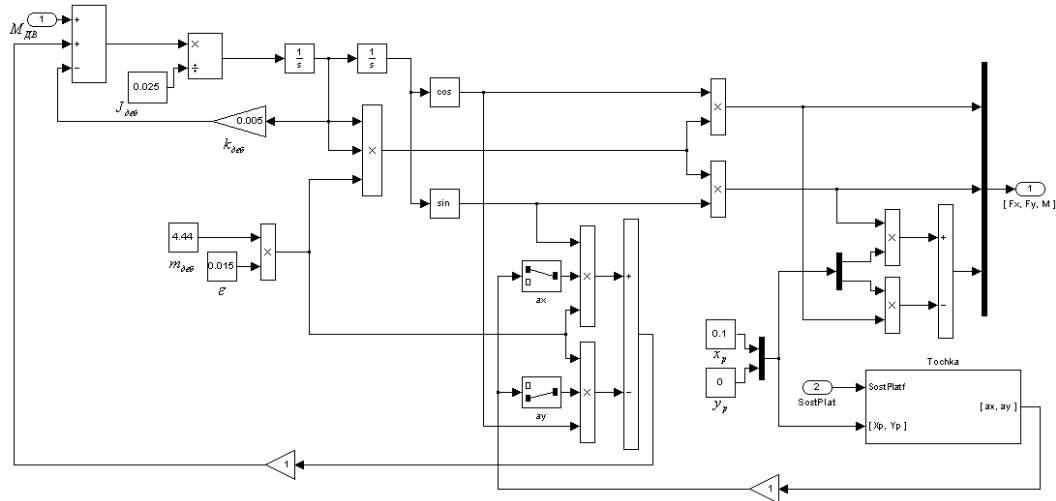 1
M_ДВ
+
+
−
×
÷
0.025
J_деб
1/s
1/s
0.005
k_деб
cos
sin
×
×
×
1
[ Fx, Fy, M ]
4.44
m_деб
0.015
ε
×
×
ax
+
×
ay
−
×
×
+
−
0.1
x_p
0
y_p
2
SostPlat
Tochka
SostPlatf
[ Xp, Yp ]
[ ax, ay ]
1
1